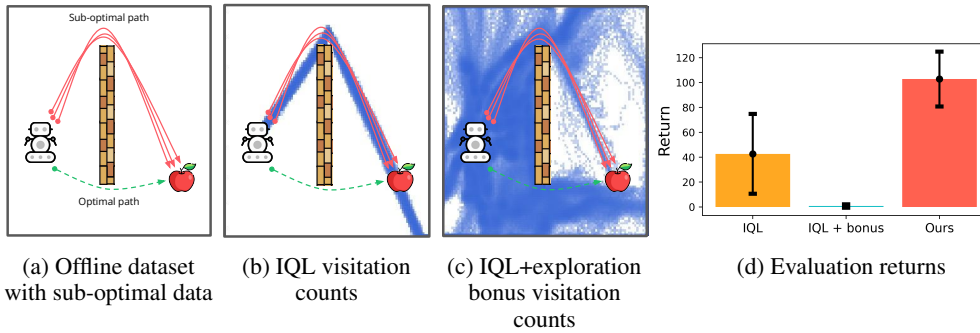 Sub-optimal path
Optimal path
(a) Offline dataset
with sub-optimal data
(b) IQL visitation
counts
(c) IQL+exploration
bonus visitation
counts
Return
120
100
80
60
40
20
0
IQL
IQL + bonus
Ours
(d) Evaluation returns